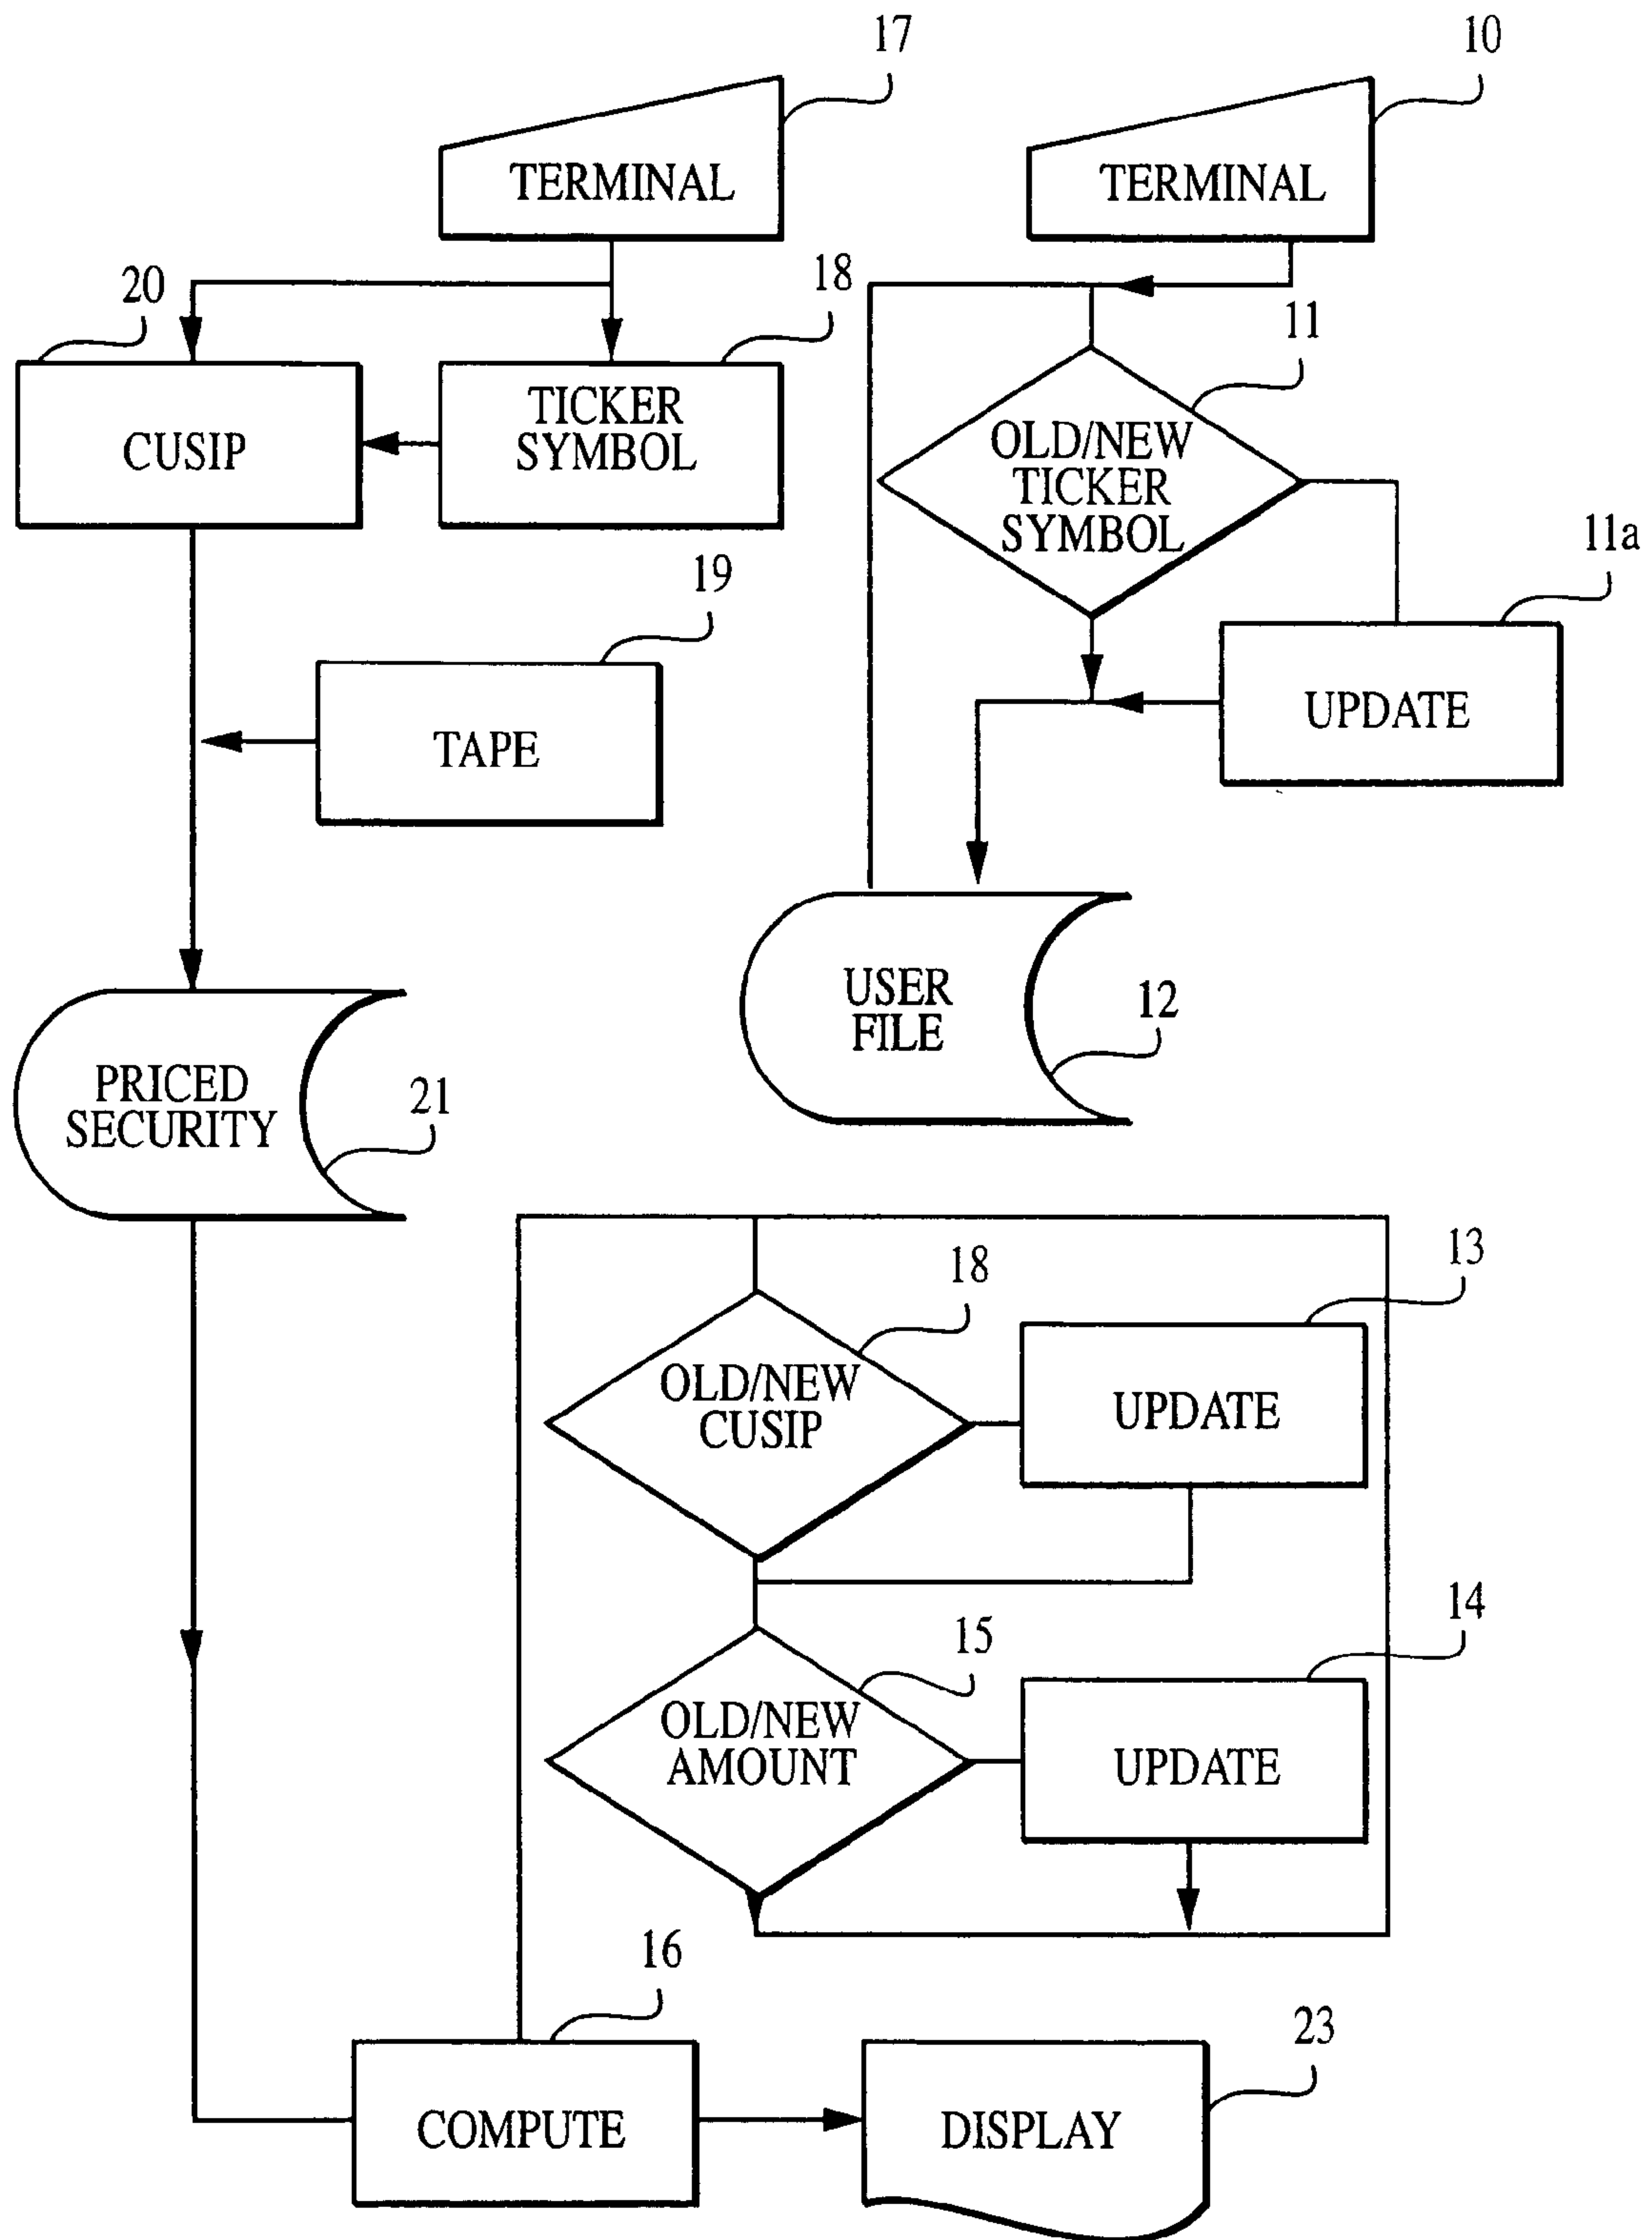 17
10
TERMINAL
TERMINAL
20
18
11
CUSIP
TICKER
SYMBOL
OLD/NEW
TICKER
SYMBOL
11a
19
TAPE
UPDATE
USER
FILE
12
PRICED
SECURITY
21
18
13
OLD/NEW
CUSIP
UPDATE
15
14
OLD/NEW
AMOUNT
UPDATE
16
23
COMPUTE
DISPLAY